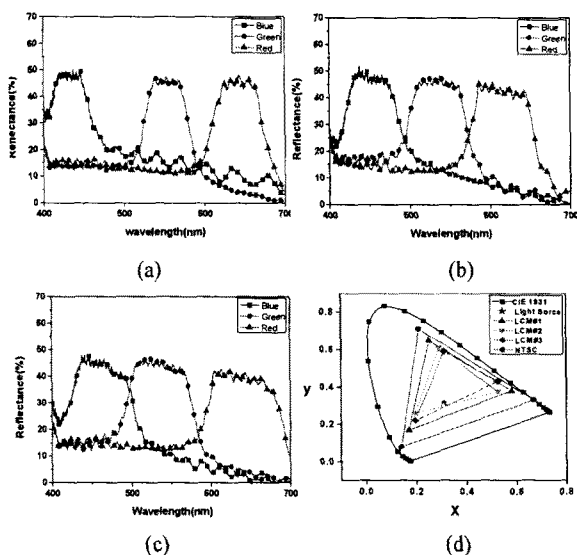 70
60
50
40
30
20
10
0
Renectance(%)
Blue
Green
Red
400 500 600 700
wavelength(nm)
(a)
70
60
50
40
30
20
10
0
Reflectance(%)
Blue
Green
Red
400 500 600 700
wavelength(nm)
(b)
70
60
50
40
30
20
10
0
Reflectance(%)
Blue
Green
Red
400 500 600 700
Wavelength(nm)
(c)
0.8
0.6
0.4
0.2
0.0
y
CIE 1931
Light Sorce
LCM#1
LCM#2
LCM#3
NTSC
0.0 0.2 0.4 0.6 0.8
X
(d)